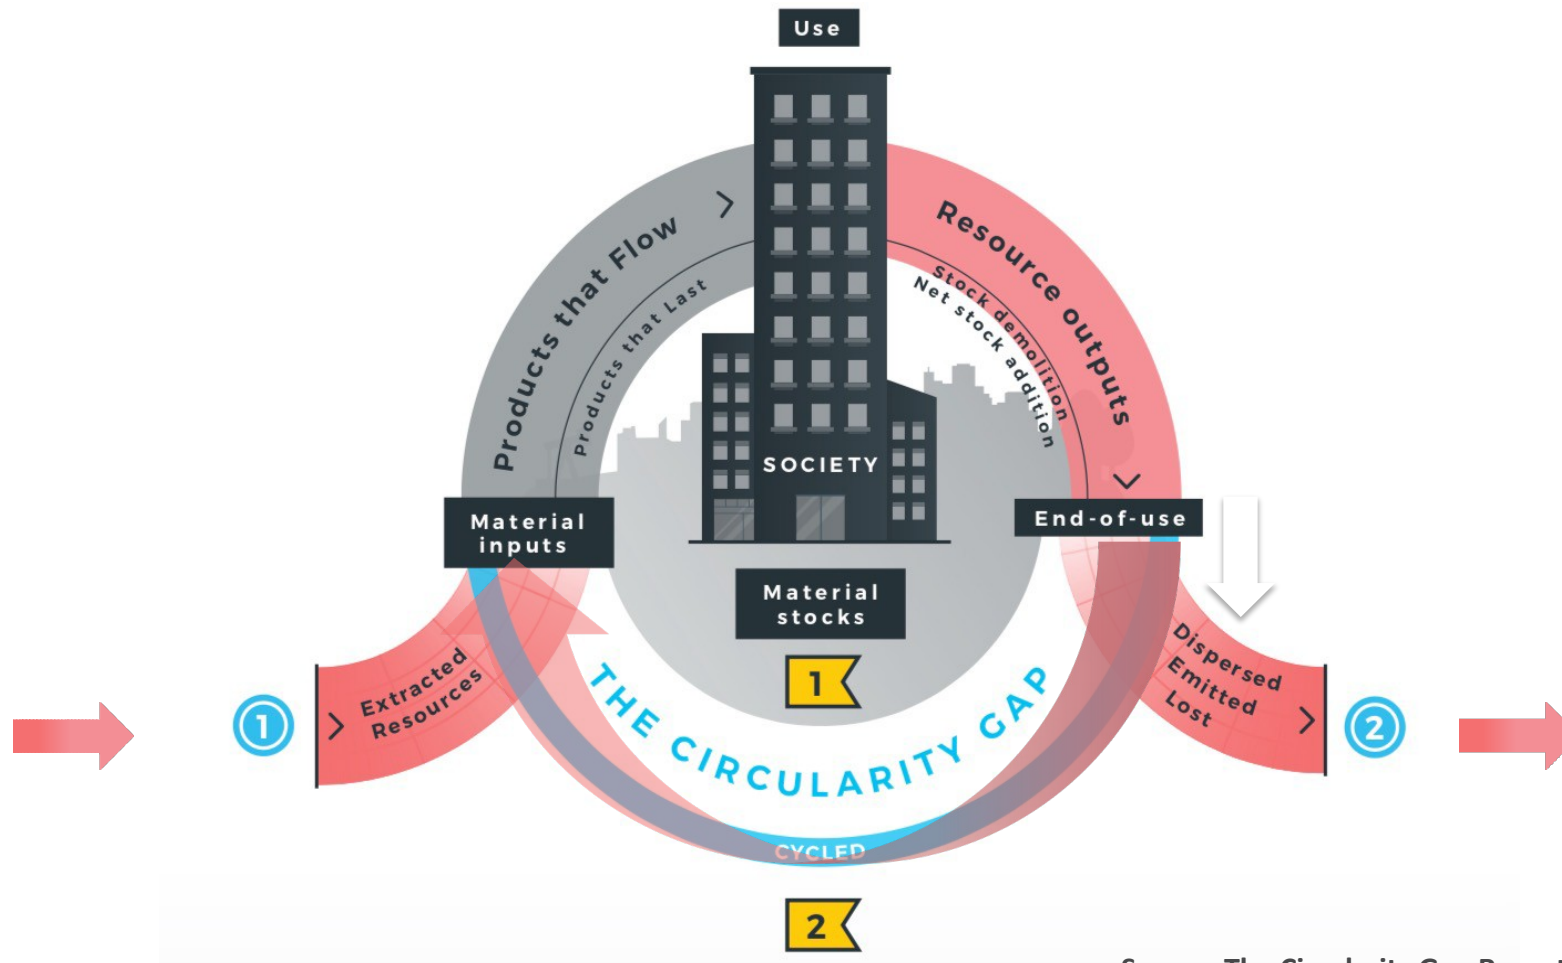 Use
Products that Flow
Products that Last
Resource outputs
Stock demolition
Net stock addition
SOCIETY
Material
inputs
End-of-use
Material
stocks
1
Extracted
Resources
1
Dispersed
Emitted
Lost
2
THE CIRCULARITY GAP
CYCLED
2